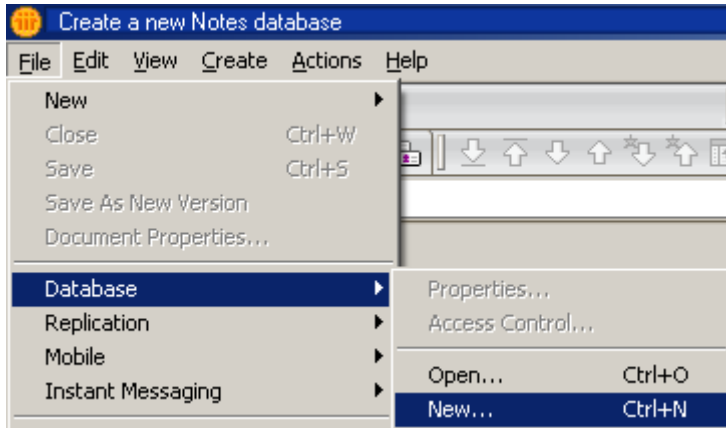 Create a new Notes database
File Edit View Create Actions Help
New
Close Ctrl+W
Save Ctrl+S
Save As New Version
Document Properties...
Database
Replication
Mobile
Instant Messaging
Properties...
Access Control...
Open... Ctrl+O
New... Ctrl+N